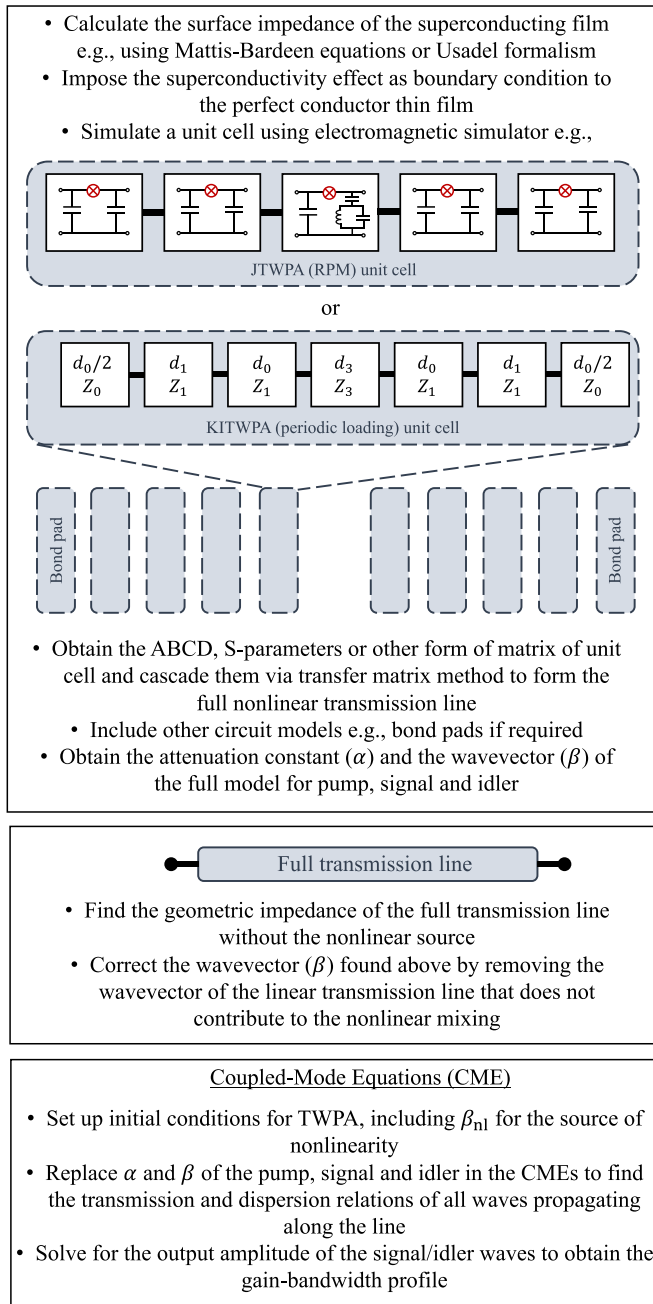 • Calculate the surface impedance of the superconducting film
e.g., using Mattis-Bardeen equations or Usadel formalism
• Impose the superconductivity effect as boundary condition to
the perfect conductor thin film
• Simulate a unit cell using electromagnetic simulator e.g.,
JTWPA (RPM) unit cell
or
d₀/2 d₁ d₀ d₃ d₀ d₁ d₀/2
Z₀ Z₁ Z₁ Z₃ Z₁ Z₁ Z₀
KITWPA (periodic loading) unit cell
Bond pad
Bond pad
• Obtain the ABCD, S-parameters or other form of matrix of unit
cell and cascade them via transfer matrix method to form the
full nonlinear transmission line
• Include other circuit models e.g., bond pads if required
• Obtain the attenuation constant (α) and the wavevector (β) of
the full model for pump, signal and idler
Full transmission line
• Find the geometric impedance of the full transmission line
without the nonlinear source
• Correct the wavevector (β) found above by removing the
wavevector of the linear transmission line that does not
contribute to the nonlinear mixing
Coupled-Mode Equations (CME)
• Set up initial conditions for TWPA, including βnl for the source of
nonlinearity
• Replace α and β of the pump, signal and idler in the CMEs to find
the transmission and dispersion relations of all waves propagating
along the line
• Solve for the output amplitude of the signal/idler waves to obtain the
gain-bandwidth profile